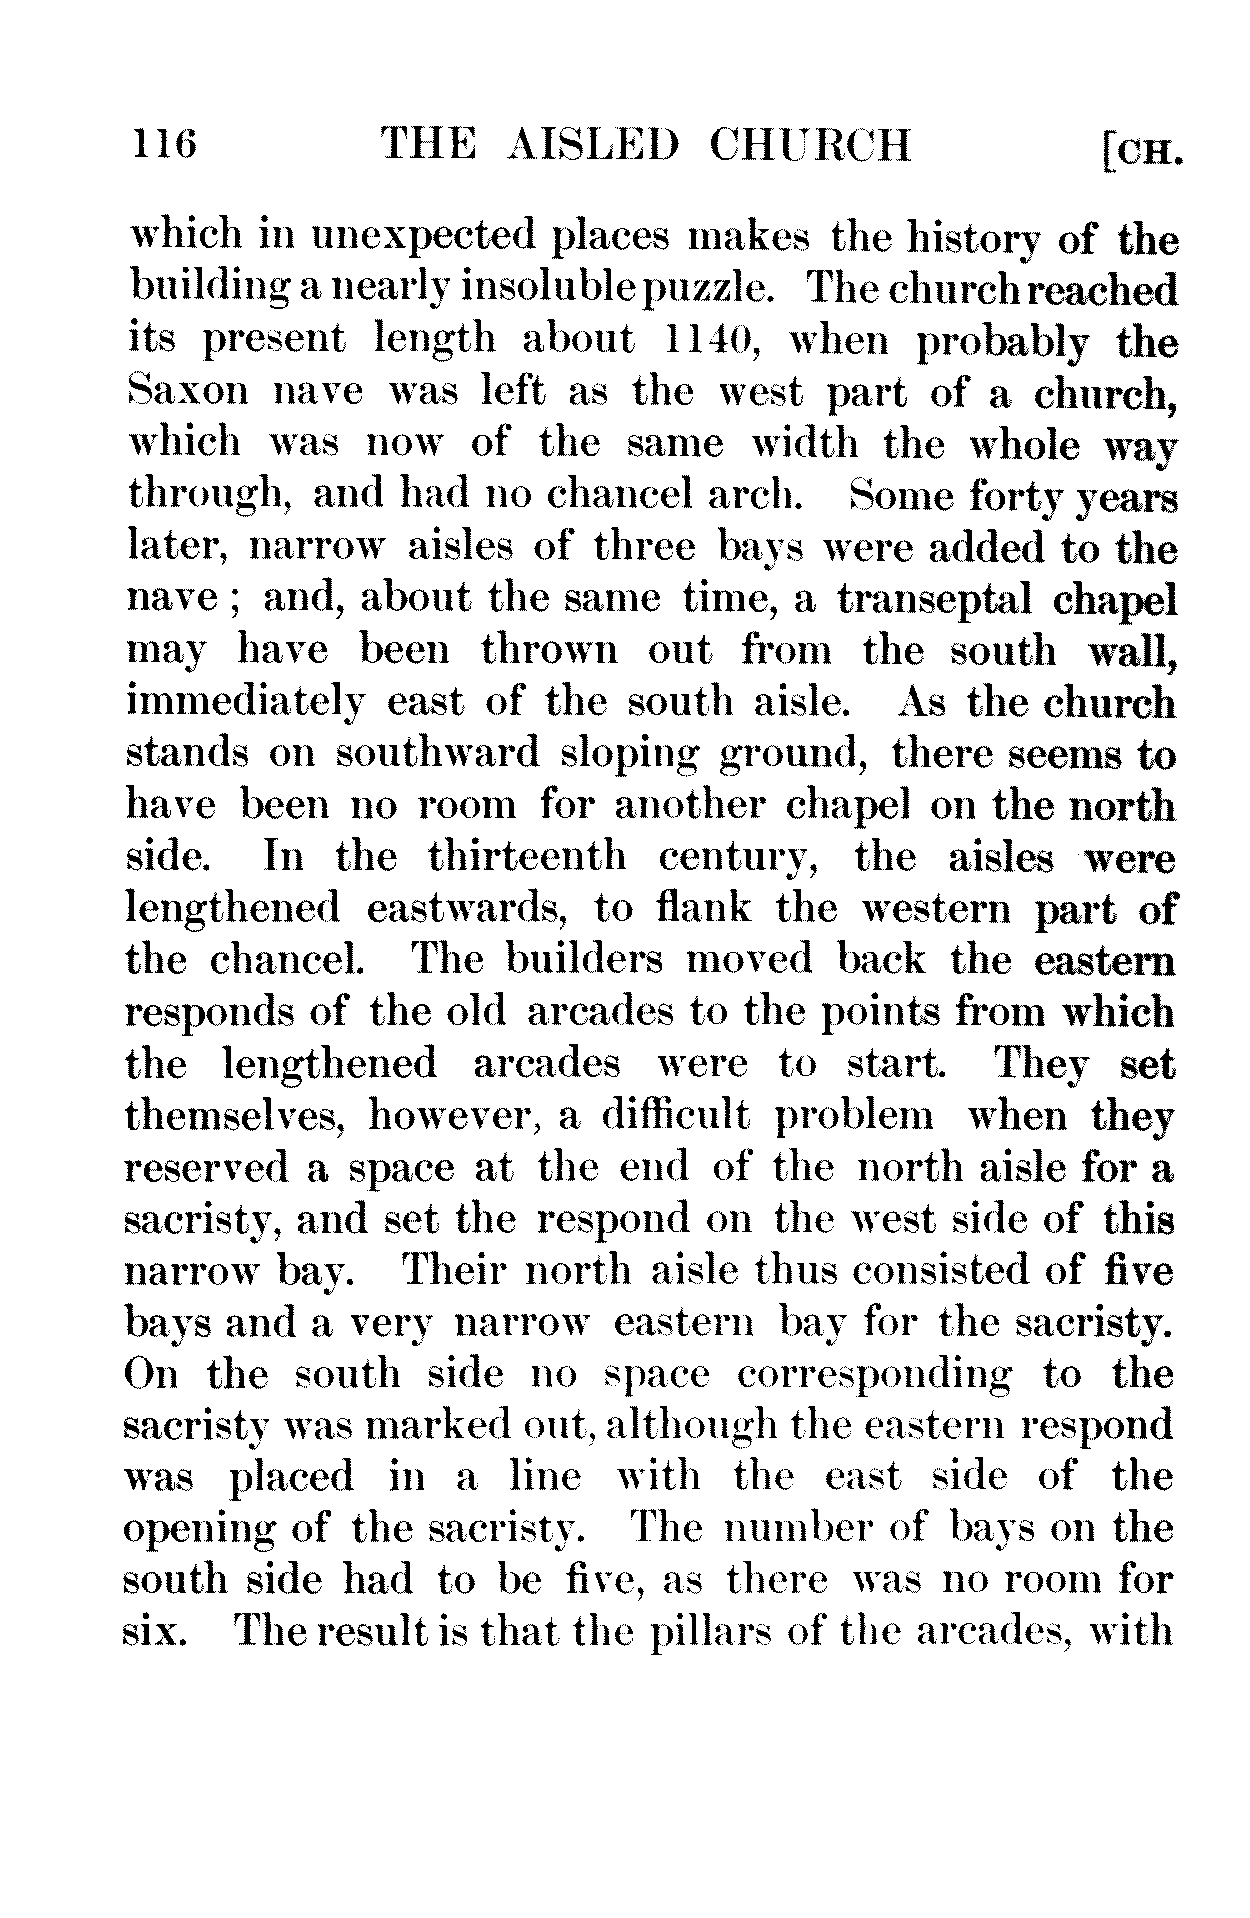 116 THE AISLED CHURCH [CH.
which in unexpected places makes the history of the
building a nearly insoluble puzzle. The church reached
its present length about 1140, when probably the
Saxon nave was left as the west part of a church,
which was now of the same width the whole way
through, and had no chancel arch. Some forty years
later, narrow aisles of three bays were added to the
nave ; and, about the same time, a transeptal chapel
may have been thrown out from the south wall,
immediately east of the south aisle. As the church
stands on southward sloping ground, there seems to
have been no room for another chapel on the north
side. In the thirteenth century, the aisles were
lengthened eastwards, to flank the western part of
the chancel. The builders moved back the eastern
responds of the old arcades to the points from which
the lengthened arcades were to start. They set
themselves, however, a difficult problem when they
reserved a space at the end of the north aisle for a
sacristy, and set the respond on the west side of this
narrow bay. Their north aisle thus consisted of five
bays and a very narrow eastern bay for the sacristy.
On the south side no space corresponding to the
sacristy was marked out, although the eastern respond
was placed in a line with the east side of the
opening of the sacristy. The number of bays on the
south side had to be five, as there was no room for
six. The result is that the pillars of the arcades, with